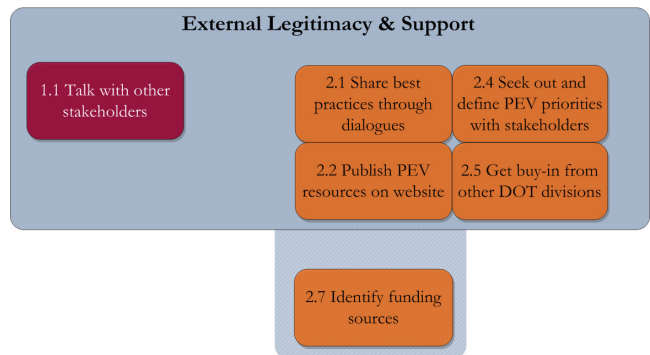 External Legitimacy & Support
1.1 Talk with other
stakeholders
2.1 Share best
practices through
dialogues
2.4 Seek out and
define PEV priorities
with stakeholders
2.2 Publish PEV
resources on website
2.5 Get buy-in from
other DOT divisions
2.7 Identify funding
sources